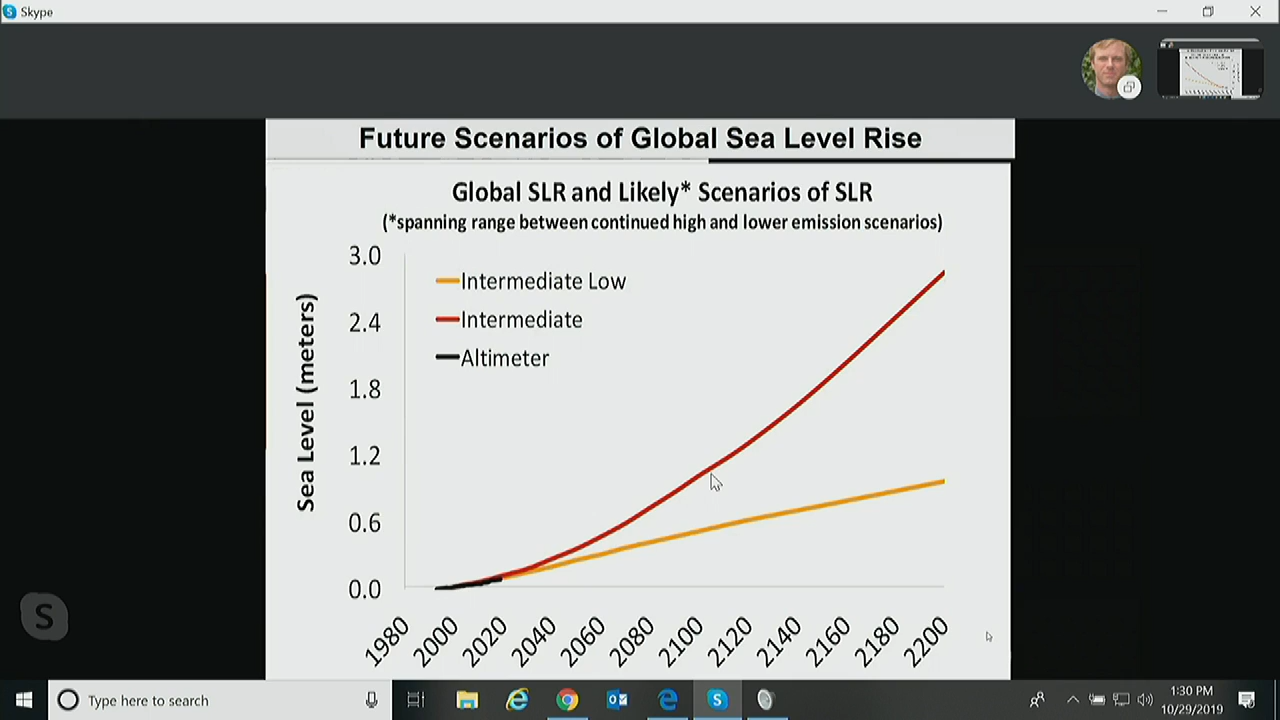 Skype
Future Scenarios of Global Sea Level Rise
Global SLR and Likely* Scenarios of SLR
(*spanning range between continued high and lower emission scenarios)
Sea Level (meters)
3.0
2.4
1.8
1.2
0.6
0.0
Intermediate Low
Intermediate
Altimeter
1980 2000 2020 2040 2060 2080 2100 2120 2140 2160 2180 2200
S
Type here to search
1:30 PM
10/29/2019